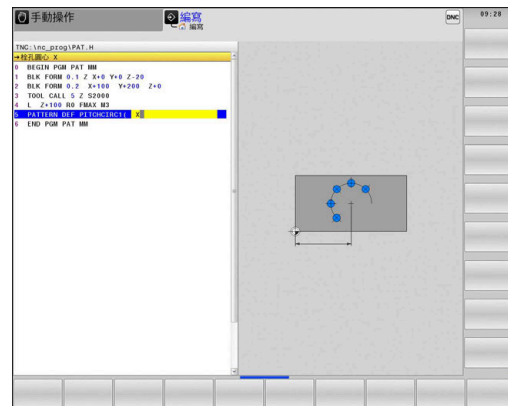 手動操作
編寫
編寫
DNC
09:28
TNC:\nc_prog\PAT.H
→栓孔圓心 X
0 BEGIN PGM PAT MM
1 BLK FORM 0.1 Z X+0 Y+0 Z-20
2 BLK FORM 0.2 X+100 Y+200 Z+0
3 TOOL CALL 5 Z S2000
4 L Z+100 R0 FMAX M3
5 PATTERN DEF PITCHCIRC1( X
6 END PGM PAT MM